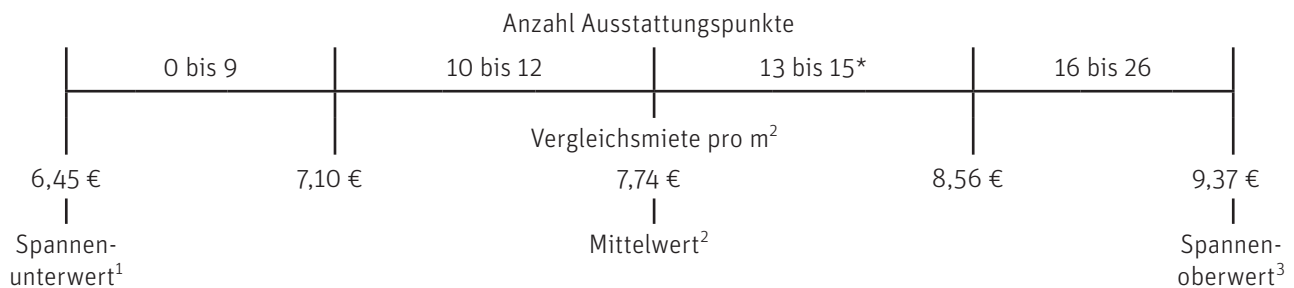 Anzahl Ausstattungspunkte
0 bis 9 10 bis 12 13 bis 15* 16 bis 26
Vergleichsmiete pro m²
6,45 € 7,10 € 7,74 € 8,56 € 9,37 €
Spannen- Mittelwert² Spannen-
unterwert¹ oberwert³